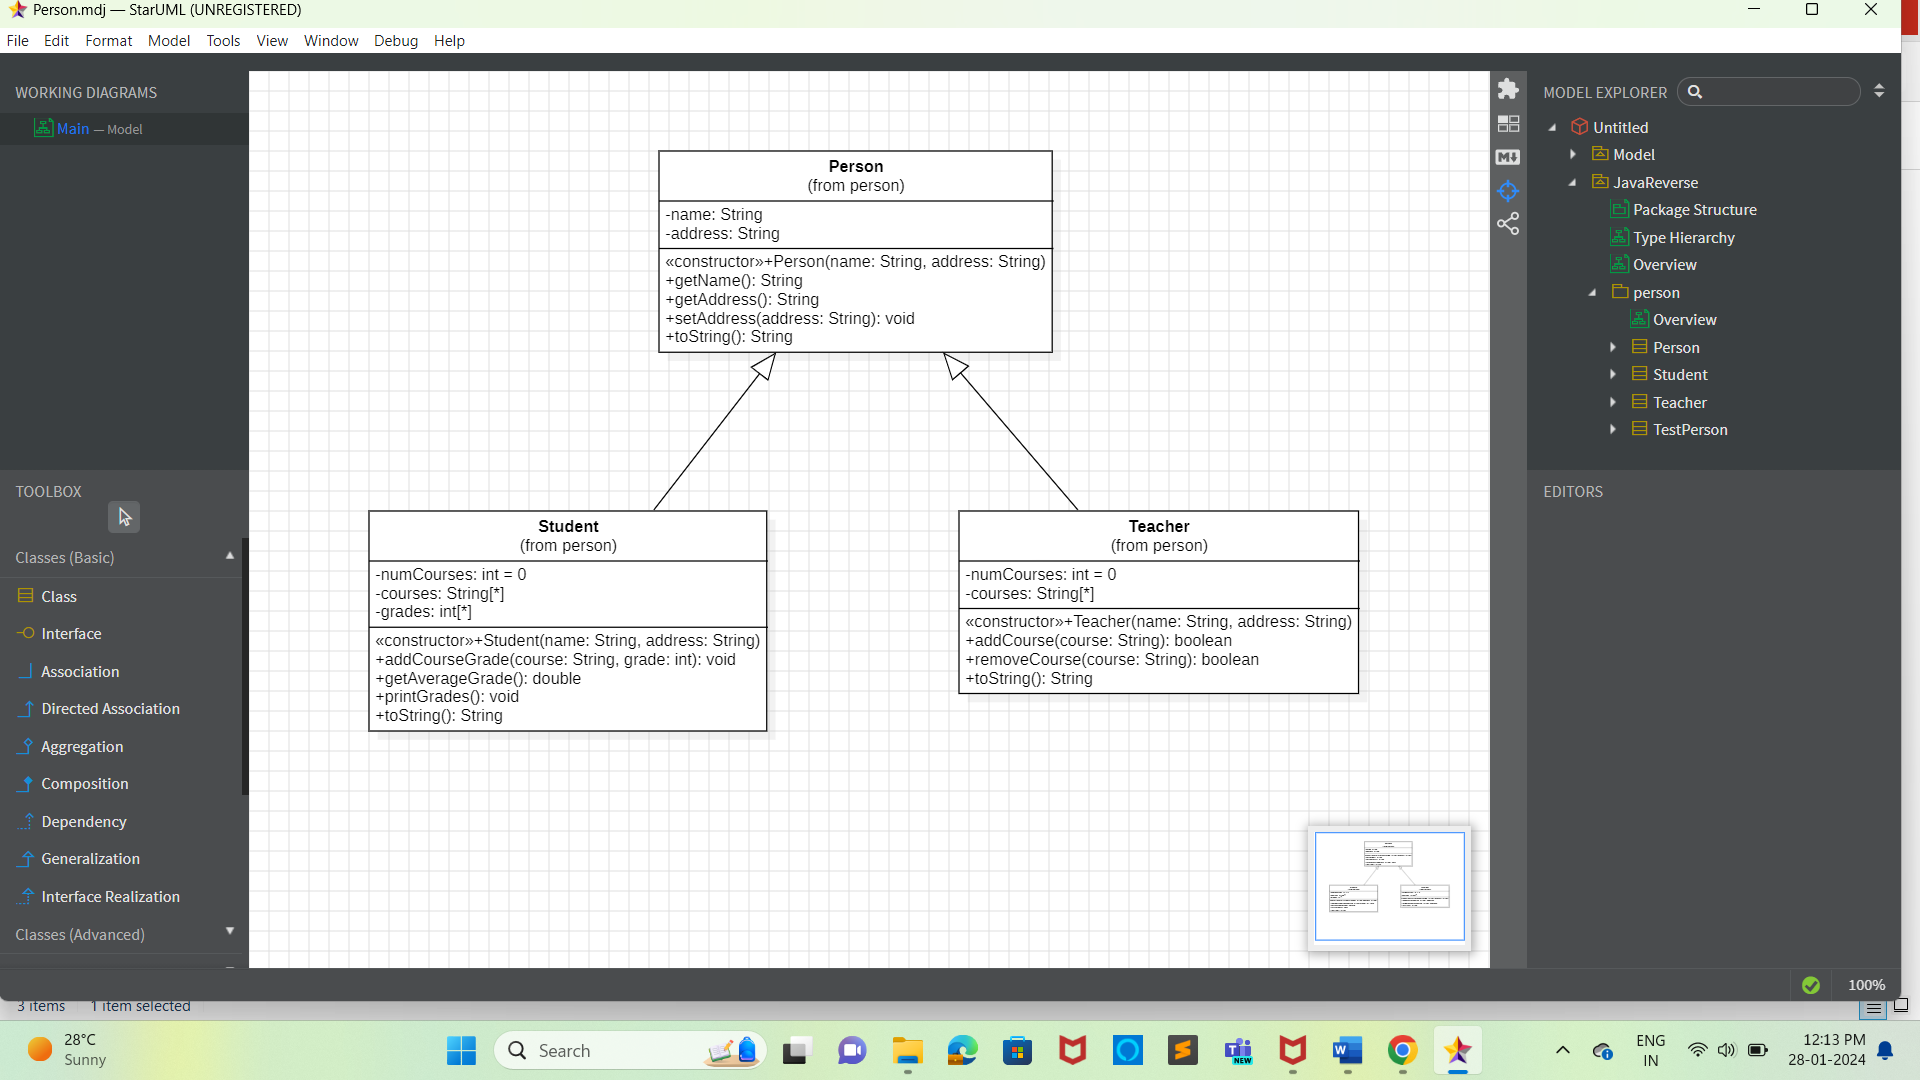 Person.mdj — StarUML (UNREGISTERED)
File Edit Format Model Tools View Window Debug Help
WORKING DIAGRAMS
Main — Model
TOOLBOX
Classes (Basic)
Class
Interface
Association
Directed Association
Aggregation
Composition
Dependency
Generalization
Interface Realization
Classes (Advanced)
Person
(from person)
-name: String
-address: String
«constructor»+Person(name: String, address: String)
+getName(): String
+getAddress(): String
+setAddress(address: String): void
+toString(): String
Student
(from person)
-numCourses: int = 0
-courses: String[*]
-grades: int[*]
«constructor»+Student(name: String, address: String)
+addCourseGrade(course: String, grade: int): void
+getAverageGrade(): double
+printGrades(): void
+toString(): String
Teacher
(from person)
-numCourses: int = 0
-courses: String[*]
«constructor»+Teacher(name: String, address: String)
+addCourse(course: String): boolean
+removeCourse(course: String): boolean
+toString(): String
MODEL EXPLORER
Untitled
Model
JavaReverse
Package Structure
Type Hierarchy
Overview
person
Overview
Person
Student
Teacher
TestPerson
EDITORS
100%
3 items 1 item selected
28°C
Sunny
Search
NEW
ENG
IN
12:13 PM
28-01-2024